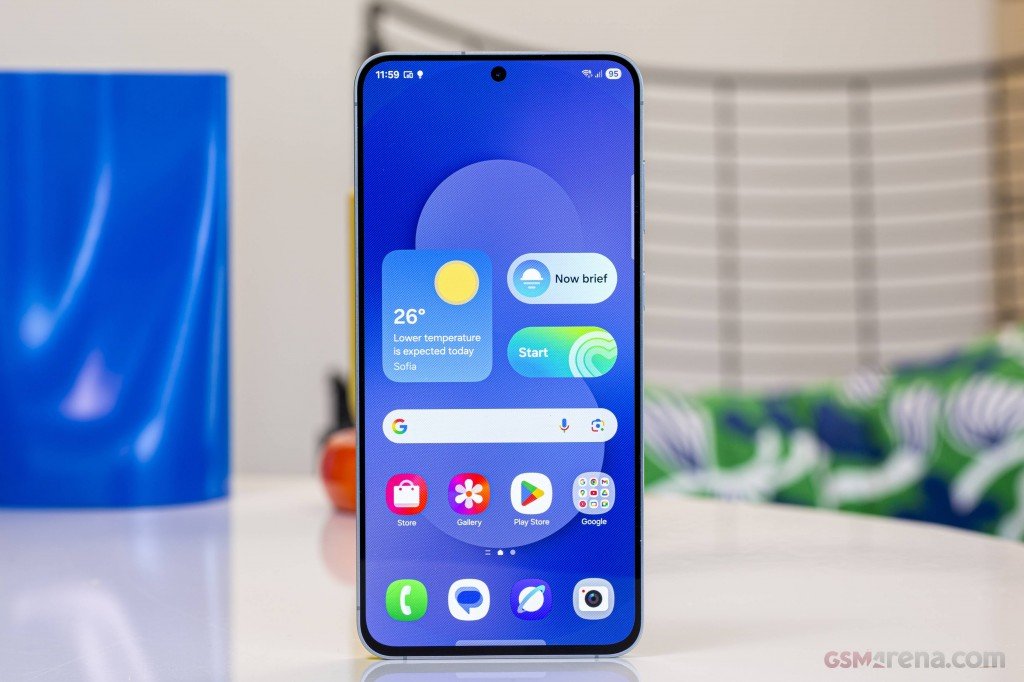 11:59
95
Now brief
26°
Lower temperature
is expected today
Sofia
Start
Store
Gallery
Play Store
Google
GSMarena.com